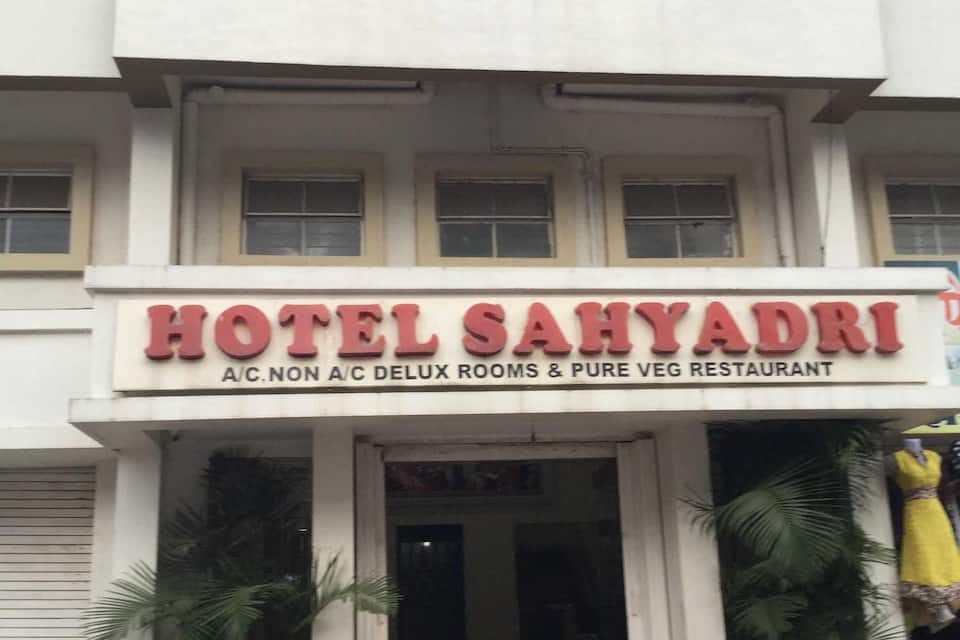 HOTEL SAHYADRI
A/C, NON A/C DELUX ROOMS & PURE VEG RESTAURANT